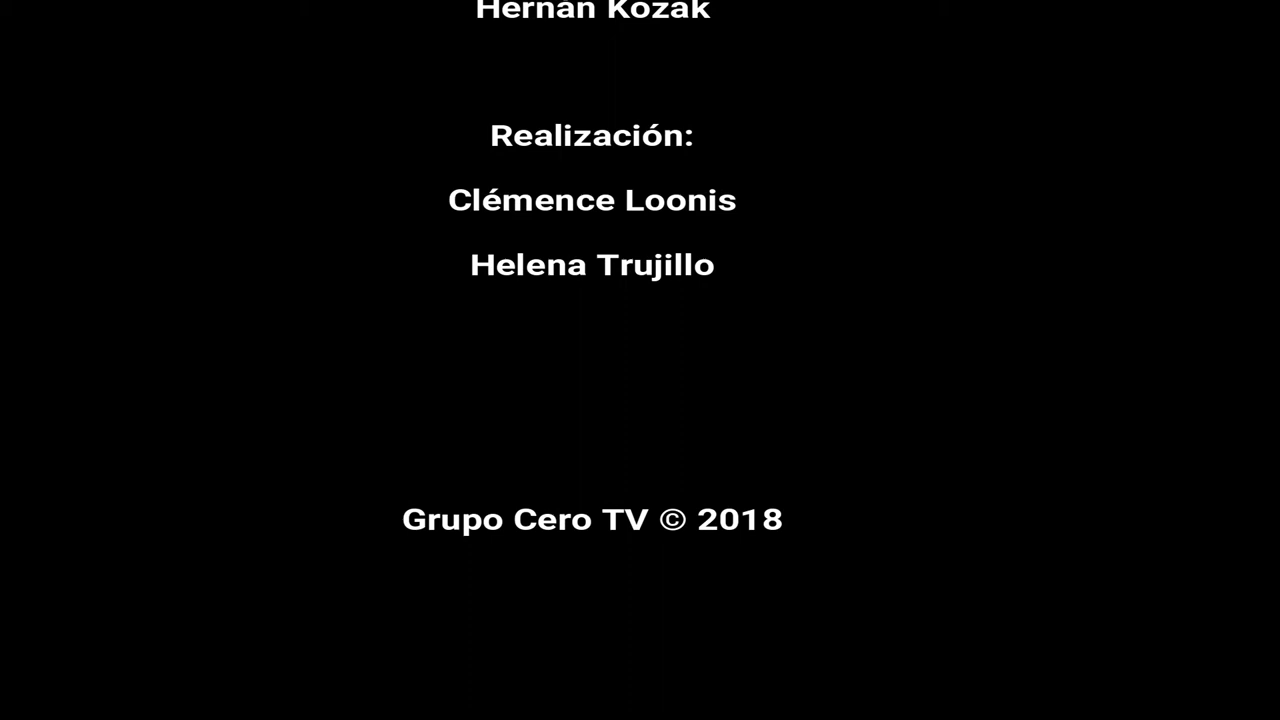 Hernán Kozak
Realización:
Clémence Loonis
Helena Trujillo
Grupo Cero TV © 2018